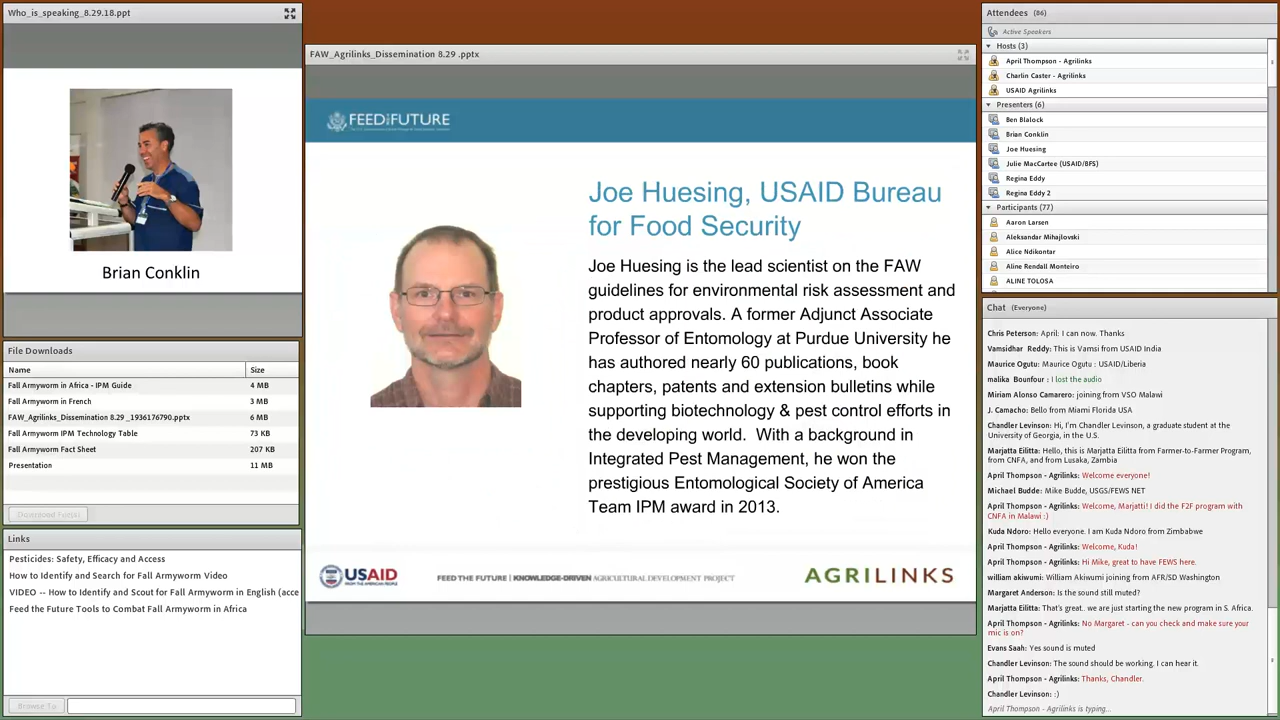 Who_is_speaking_8.29.18.ppt
Brian Conklin
File Downloads
Name Size
Fall Armyworm in Africa - IPM Guide 4 MB
Fall Armyworm in French 3 MB
FAW_Agrilinks_Dissemination 8.29 _1936176790.pptx 6 MB
Fall Armyworm IPM Technology Table 73 KB
Fall Armyworm Fact Sheet 207 KB
Presentation 11 MB
Links
Pesticides: Safety, Efficacy and Access
How to Identify and Search for Fall Armyworm Video
VIDEO -- How to Identify and Scout for Fall Armyworm in English (acce
Feed the Future Tools to Combat Fall Armyworm in Africa
Browse To
FAW_Agrilinks_Dissemination 8.29 .pptx
FEED THE FUTURE
Joe Huesing, USAID Bureau
for Food Security
Joe Huesing is the lead scientist on the FAW
guidelines for environmental risk assessment and
product approvals. A former Adjunct Associate
Professor of Entomology at Purdue University he
has authored nearly 60 publications, book
chapters, patents and extension bulletins while
supporting biotechnology & pest control efforts in
the developing world. With a background in
Integrated Pest Management, he won the
prestigious Entomological Society of America
Team IPM award in 2013.
USAID
FROM THE AMERICAN PEOPLE
FEED THE FUTURE | KNOWLEDGE-DRIVEN AGRICULTURAL DEVELOPMENT PROJECT
AGRILINKS
Attendees (86)
Active Speakers
Hosts (3)
April Thompson - Agrilinks
Charlin Caster - Agrilinks
USAID Agrilinks
Presenters (6)
Ben Blalock
Brian Conklin
Joe Huesing
Julie MacCartee (USAID/BFS)
Regina Eddy
Regina Eddy 2
Participants (77)
Aaron Larsen
Aleksandar Mihajlovski
Alice Ndikontar
Aline Rendall Monteiro
ALINE TOLOSA
Chat (Everyone)
Chris Peterson: April: I can now. Thanks
Vamsidhar Reddy: This is Vamsi from USAID India
Maurice Ogutu: Maurice Ogutu : USAID/Liberia
malika Bounfour : I lost the audio
Miriam Alonso Camarero: joining from VSO Malawi
J. Camacho: Bello from Miami Florida USA
Chandler Levinson: Hi, I'm Chandler Levinson, a graduate student at the
University of Georgia, in the U.S.
Marjatta Eilitta: Hello, this is Marjatta Eilitta from Farmer-to-Farmer Program,
from CNFA, and from Lusaka, Zambia
April Thompson - Agrilinks: Welcome everyone!
Michael Budde: Mike Budde, USGS/FEWS NET
April Thompson - Agrilinks: Welcome, Marjatti! I did the F2F program with
CNFA in Malawi :)
Kuda Ndoro: Hello everyone. I am Kuda Ndoro from Zimbabwe
April Thompson - Agrilinks: Welcome, Kuda!
April Thompson - Agrilinks: Hi Mike, great to have FEWS here.
william akiwumi: William Akiwumi joining from AFR/SD Washington
Margaret Anderson: Is the sound still muted?
Marjatta Eilitta: That's great.. we are just starting the new program in S. Africa.
April Thompson - Agrilinks: No Margaret - can you check and make sure your
mic is on?
Evans Saah: Yes sound is muted
Chandler Levinson: The sound should be working. I can hear it.
April Thompson - Agrilinks: Thanks, Chandler.
Chandler Levinson: :)
April Thompson - Agrilinks is typing...